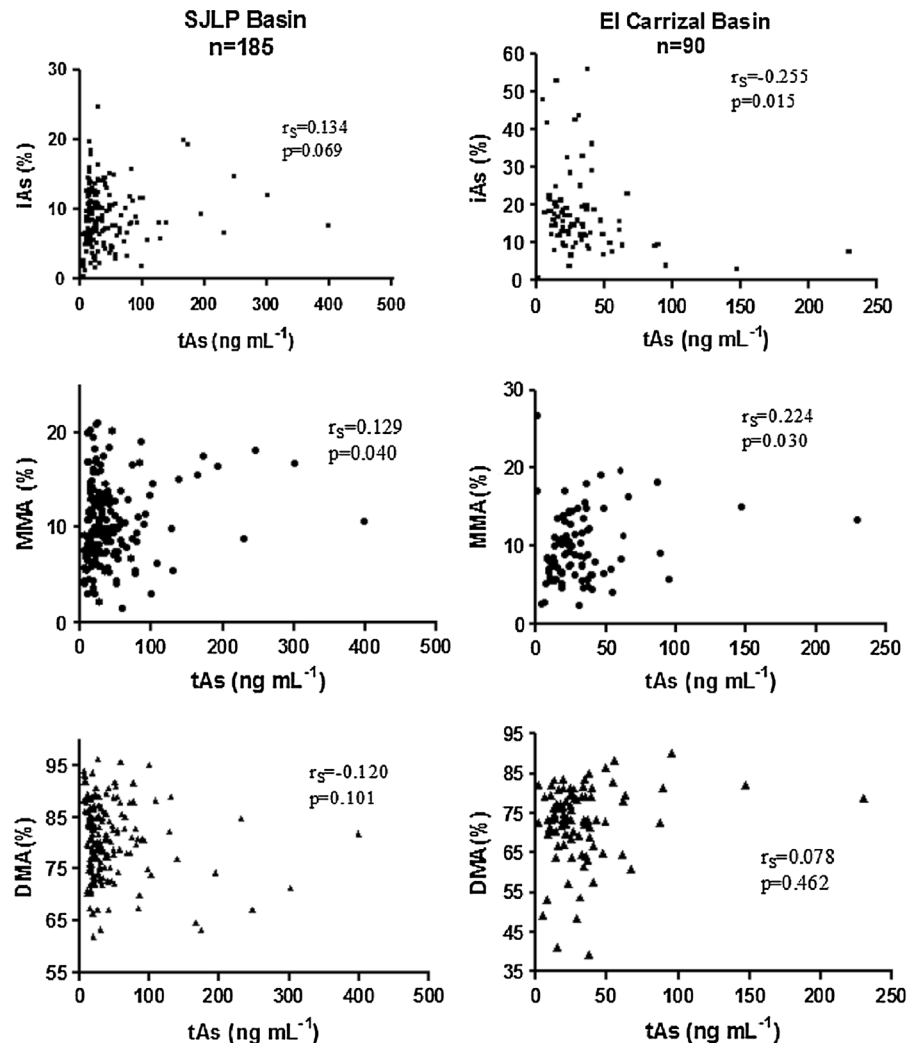 SJLP Basin
n=185
30
20
10
0
iAs (%)
rS=0.134
p=0.069
0 100 200 300 400 500
tAs (ng mL-1)
El Carrizal Basin
n=90
60
50
40
30
20
10
0
iAs (%)
rS=-0.255
p=0.015
0 50 100 150 200 250
tAs (ng mL-1)
20
10
0
MMA (%)
rS=0.129
p=0.040
0 100 200 300 400 500
tAs (ng mL-1)
30
20
10
0
MMA(%)
rS=0.224
p=0.030
0 50 100 150 200 250
tAs (ng mL-1)
95
85
75
65
55
DMA(%)
rS=-0.120
p=0.101
0 100 200 300 400 500
tAs (ng mL-1)
95
85
75
65
55
45
35
DMA(%)
rS=0.078
p=0.462
0 50 100 150 200 250
tAs (ng mL-1)